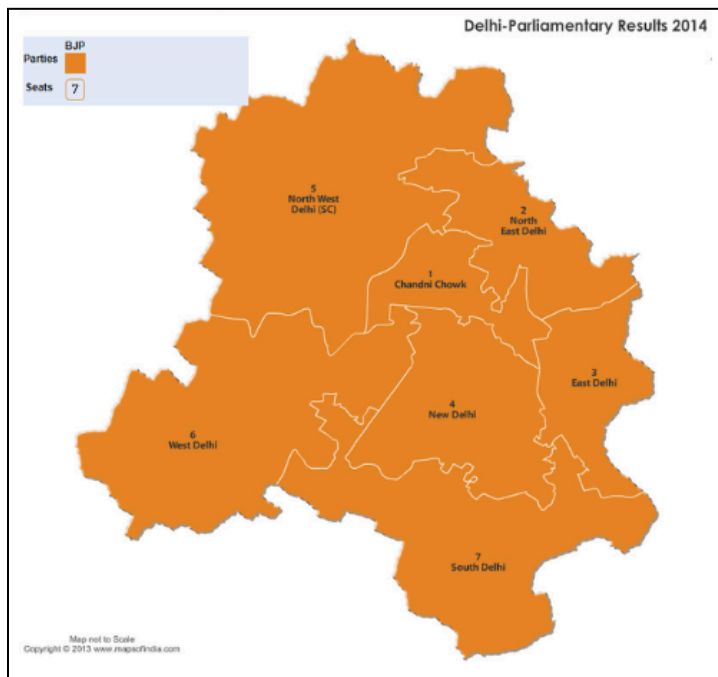 Delhi-Parliamentary Results 2014
BJP
Parties
Seats 7
5
North West
Delhi (SC)
2
North
East Delhi
1
Chandni Chowk
3
East Delhi
4
New Delhi
6
West Delhi
7
South Delhi
Map not to Scale
Copyright © 2013 www.mapsofindia.com